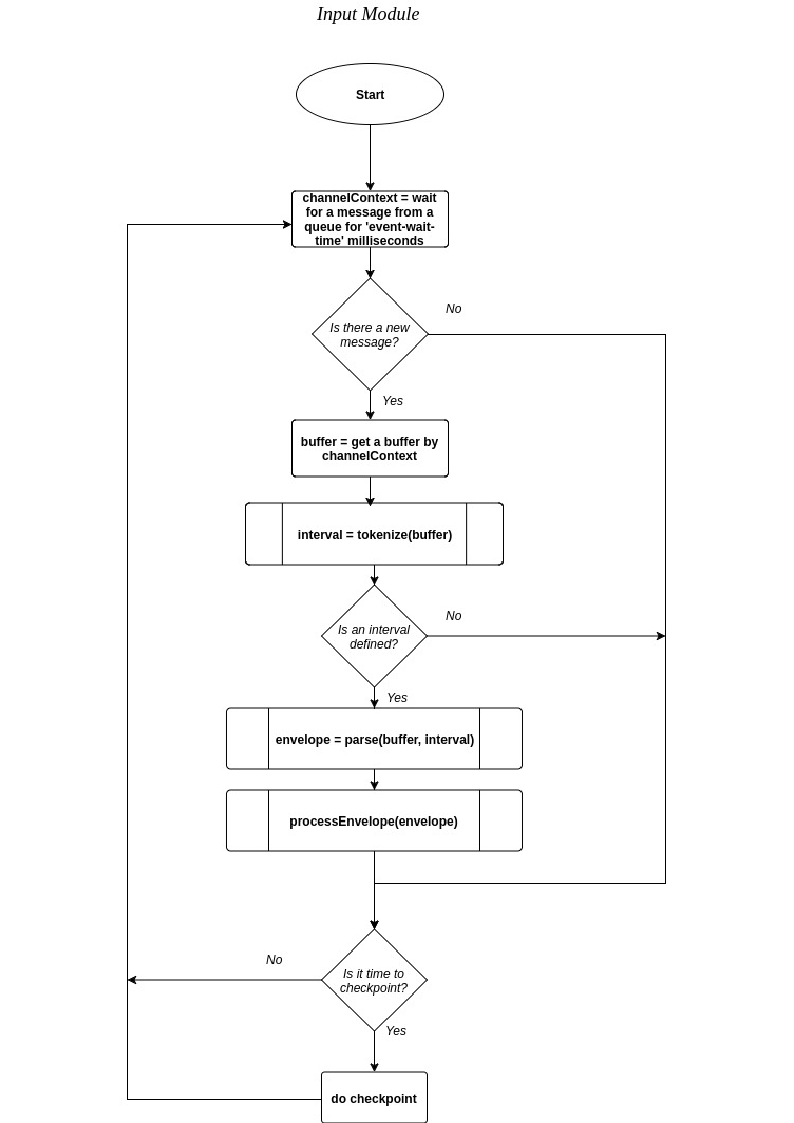 Input Module
Start
channelContext = wait
for a message from a
queue for 'event-wait-
time' milliseconds
No
Is there a new
message?
Yes
buffer = get a buffer by
channelContext
interval = tokenize(buffer)
No
Is an interval
defined?
Yes
envelope = parse(buffer, interval)
processEnvelope(envelope)
No
Is it time to
checkpoint?
Yes
do checkpoint